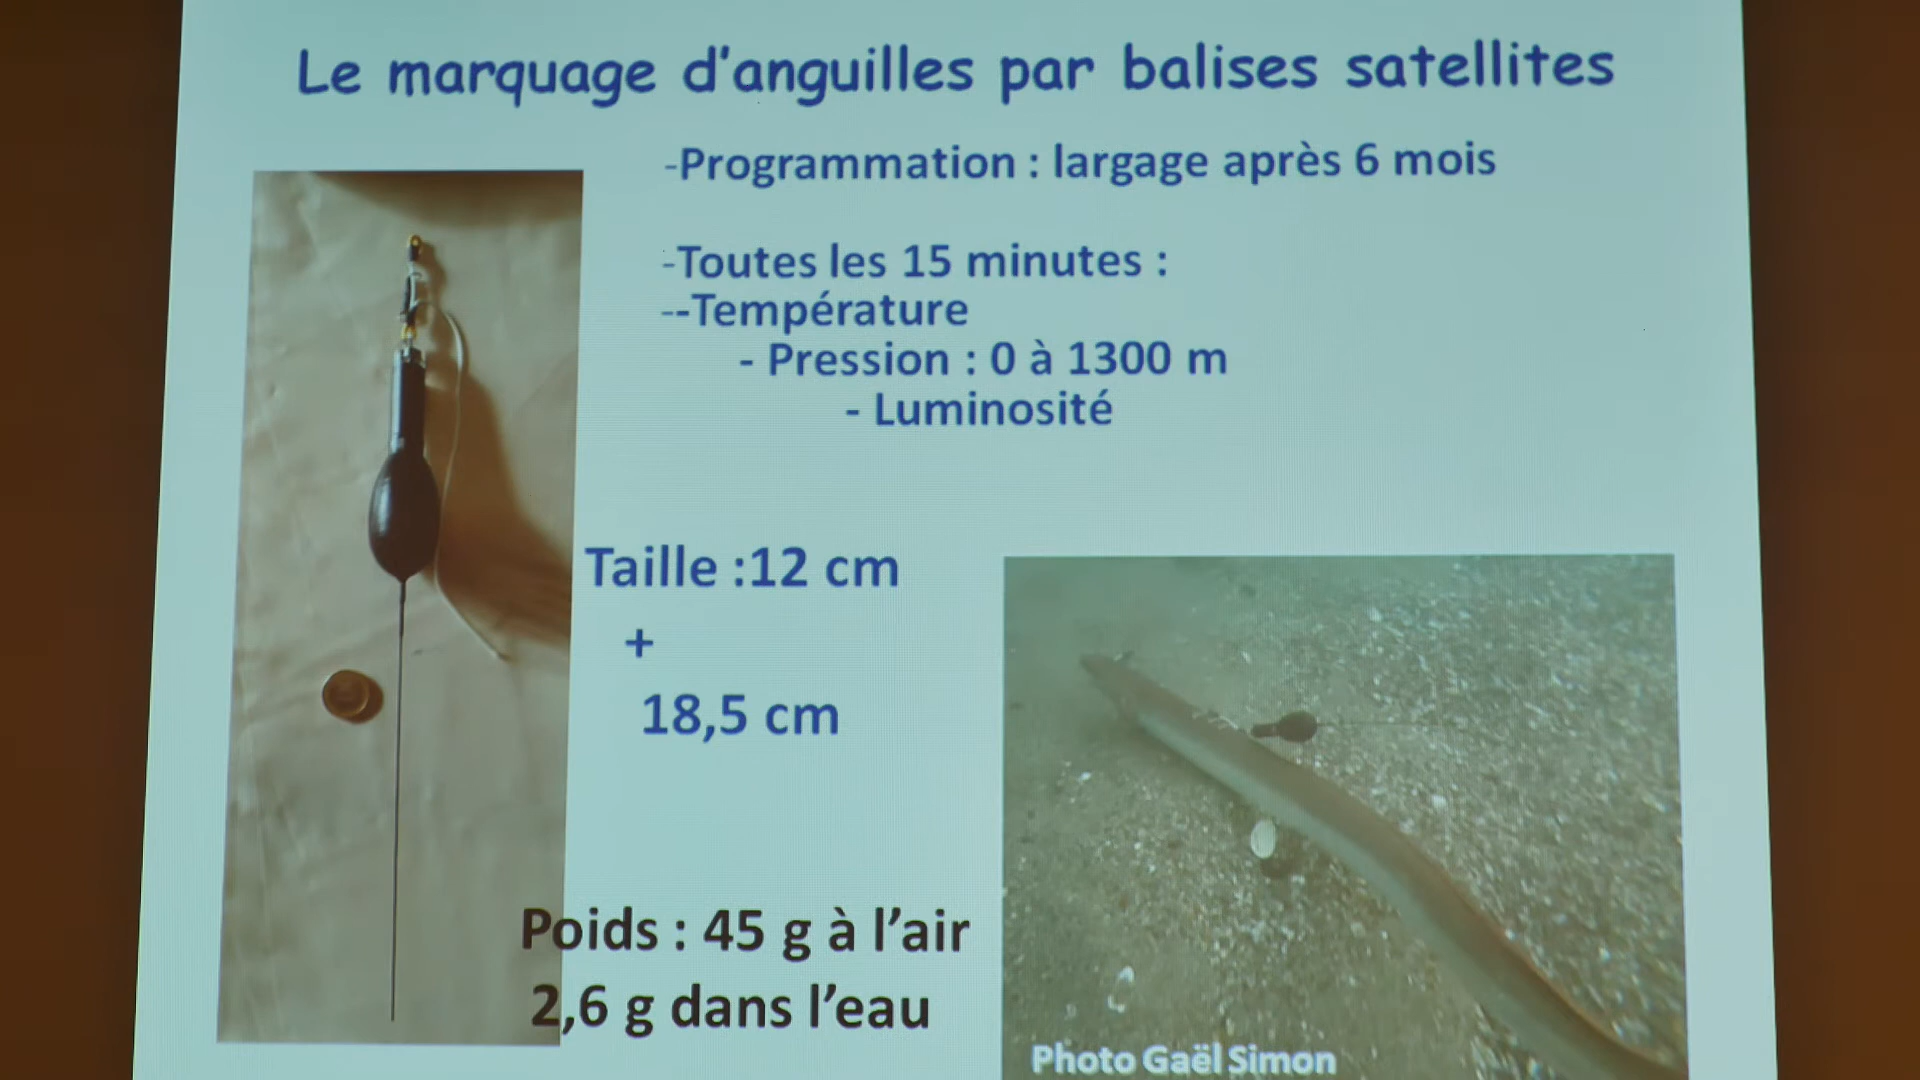 Le marquage d'anguilles par balises satellites
-Programmation : largage après 6 mois
-Toutes les 15 minutes :
--Température
- Pression : 0 à 1300 m
- Luminosité
Taille :12 cm
+
18,5 cm
Poids : 45 g à l'air
2,6 g dans l'eau
Photo Gaël Simon